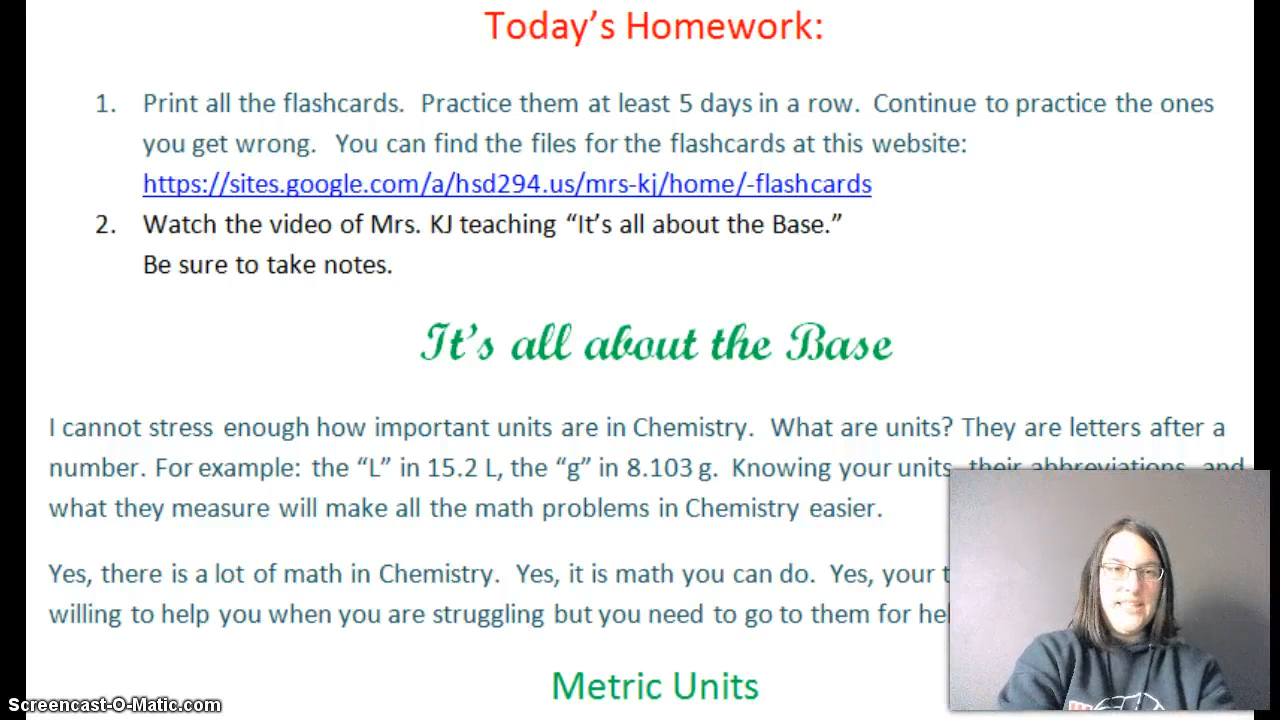 Today’s Homework:
1. Print all the flashcards. Practice them at least 5 days in a row. Continue to practice the ones
you get wrong. You can find the files for the flashcards at this website:
https://sites.google.com/a/hsd294.us/mrs-kj/home/-flashcards
2. Watch the video of Mrs. KJ teaching “It’s all about the Base.”
Be sure to take notes.
It’s all about the Base
I cannot stress enough how important units are in Chemistry. What are units? They are letters after a
number. For example: the “L” in 15.2 L, the “g” in 8.103 g. Knowing your units, their abbreviations, and
what they measure will make all the math problems in Chemistry easier.
Yes, there is a lot of math in Chemistry. Yes, it is math you can do. Yes, your
willing to help you when you are struggling but you need to go to them for
Metric Units
Screencast-O-Matic.com